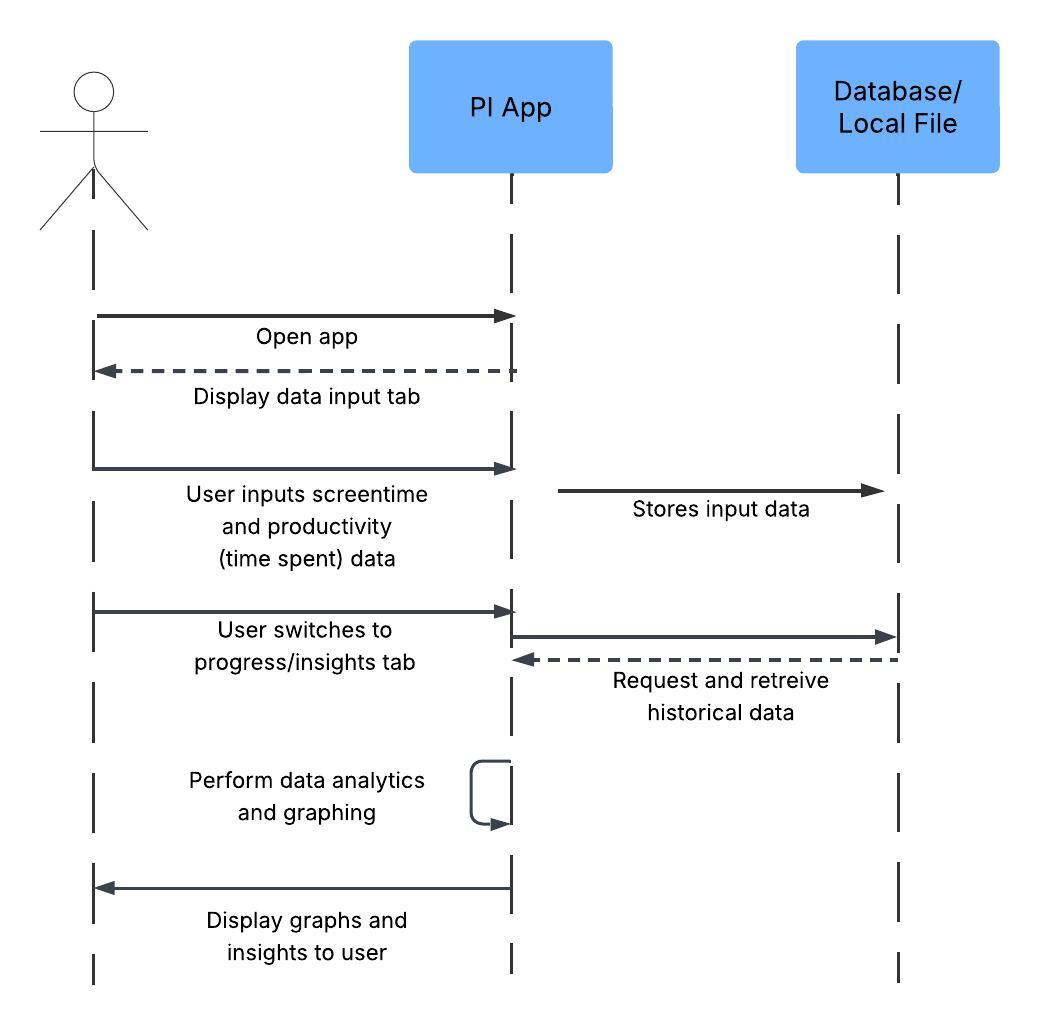 PI App
Database/
Local File
Open app
Display data input tab
User inputs screentime
and productivity
(time spent) data
Stores input data
User switches to
progress/insights tab
Request and retreive
historical data
Perform data analytics
and graphing
Display graphs and
insights to user